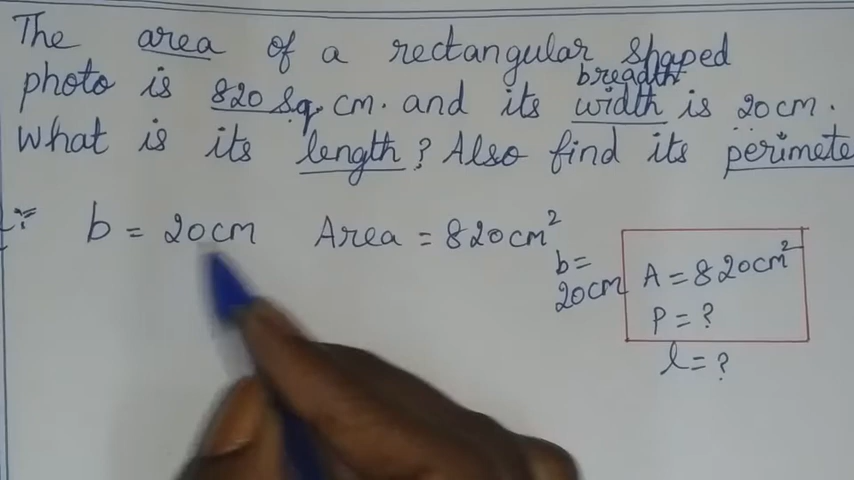 The area of a rectangular shaped
breadth
photo is 820 Sq. cm. and its width is 20cm.
What is its length? Also find its perimete
b = 20cm Area = 820cm²
b=
20cm
A = 820cm²
P = ?
l = ?